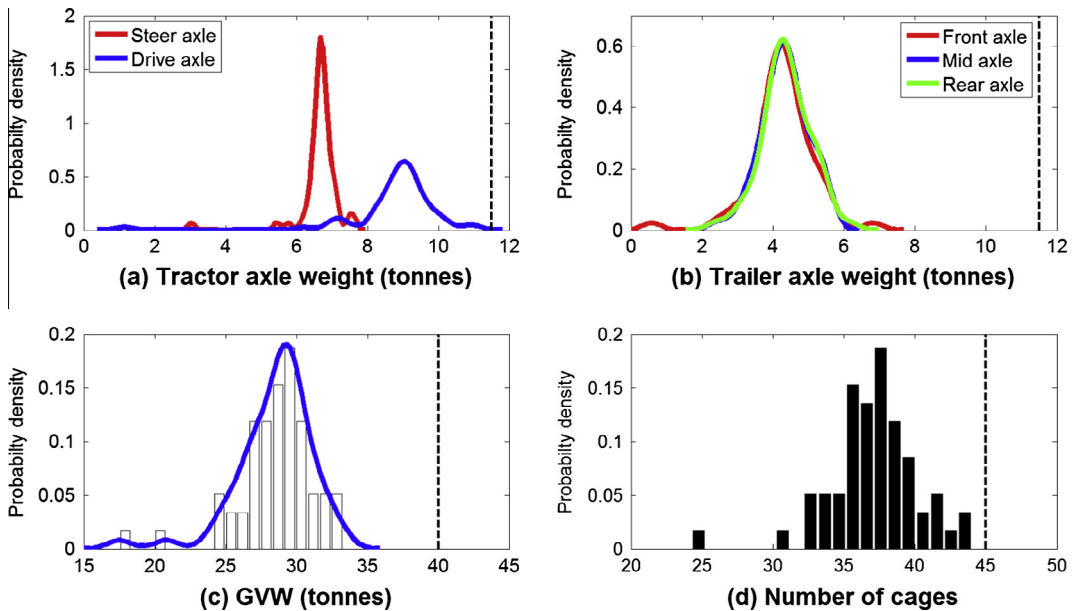 2
1.5
1
0.5
0
Probabilty density
Steer axle
Drive axle
0 2 4 6 8 10 12
(a) Tractor axle weight (tonnes)
0.6
0.4
0.2
0
Probabilty density
Front axle
Mid axle
Rear axle
0 2 4 6 8 10 12
(b) Trailer axle weight (tonnes)
0.2
0.15
0.1
0.05
0
Probabilty density
15 20 25 30 35 40 45
(c) GVW (tonnes)
0.2
0.15
0.1
0.05
0
Probabilty density
20 25 30 35 40 45 50
(d) Number of cages